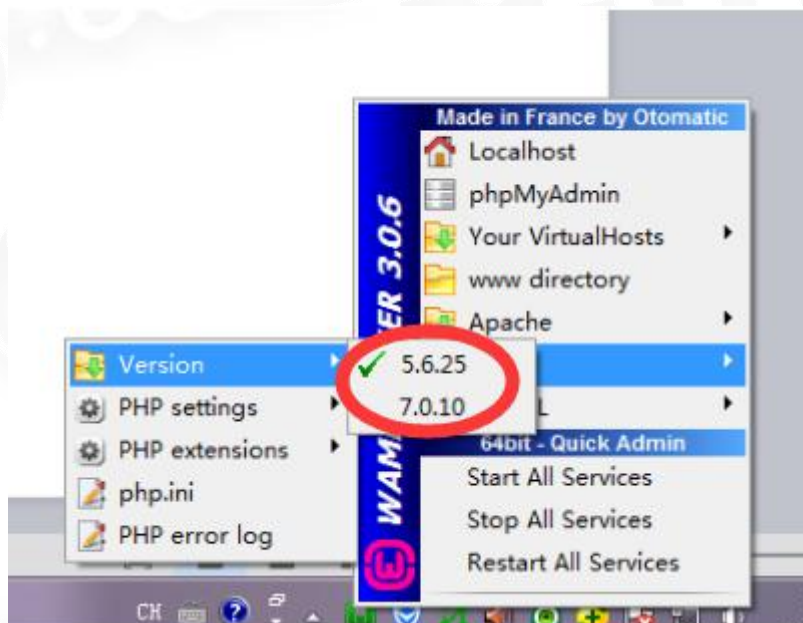 Made in France by Otomatic
Localhost
phpMyAdmin
Your VirtualHosts
www directory
Apache
64bit - Quick Admin
Start All Services
Stop All Services
Restart All Services
Version
PHP settings
PHP extensions
php.ini
PHP error log
5.6.25
7.0.10
3.0.6
CH